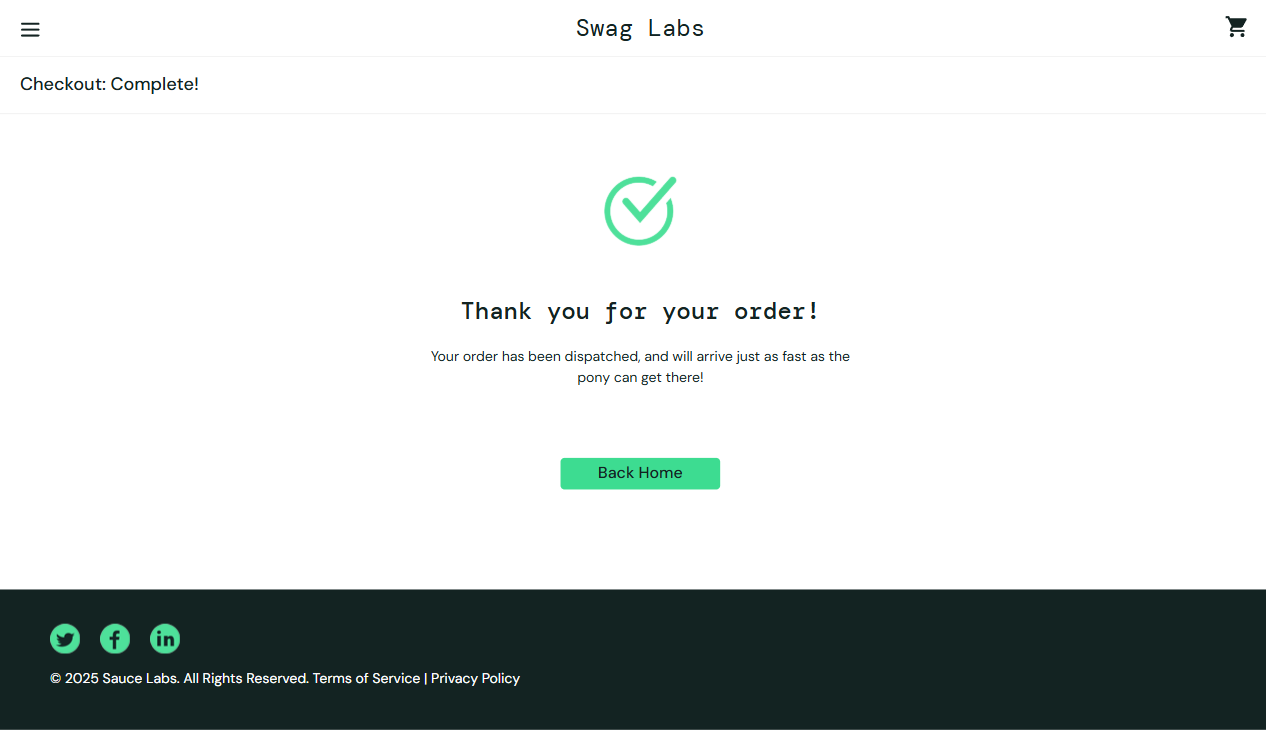 Swag Labs
Checkout: Complete!
Thank you for your order!
Your order has been dispatched, and will arrive just as fast as the
pony can get there!
Back Home
© 2025 Sauce Labs. All Rights Reserved. Terms of Service | Privacy Policy